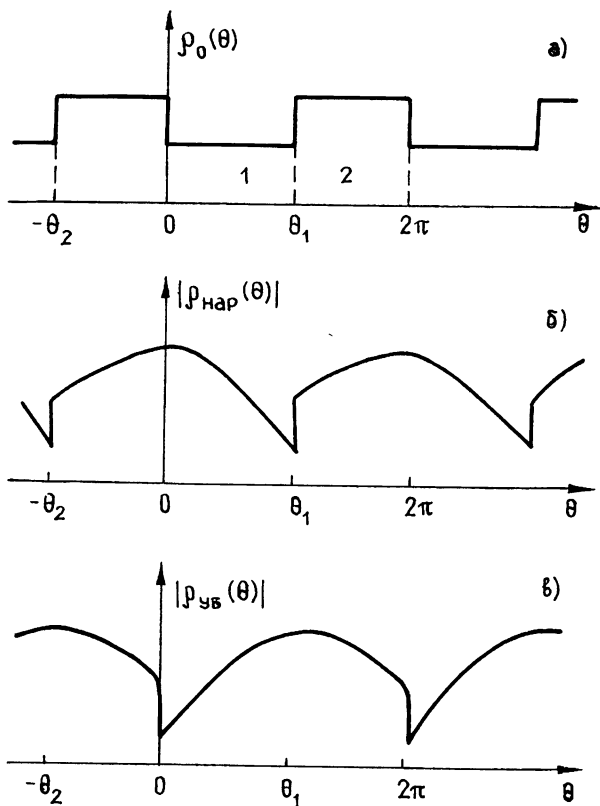 ρ₀(θ) а)
1 2
-θ₂ 0 θ₁ 2π θ
|ρнар(θ)| б)
-θ₂ 0 θ₁ 2π θ
|ρув(θ)| в)
-θ₂ 0 θ₁ 2π θ